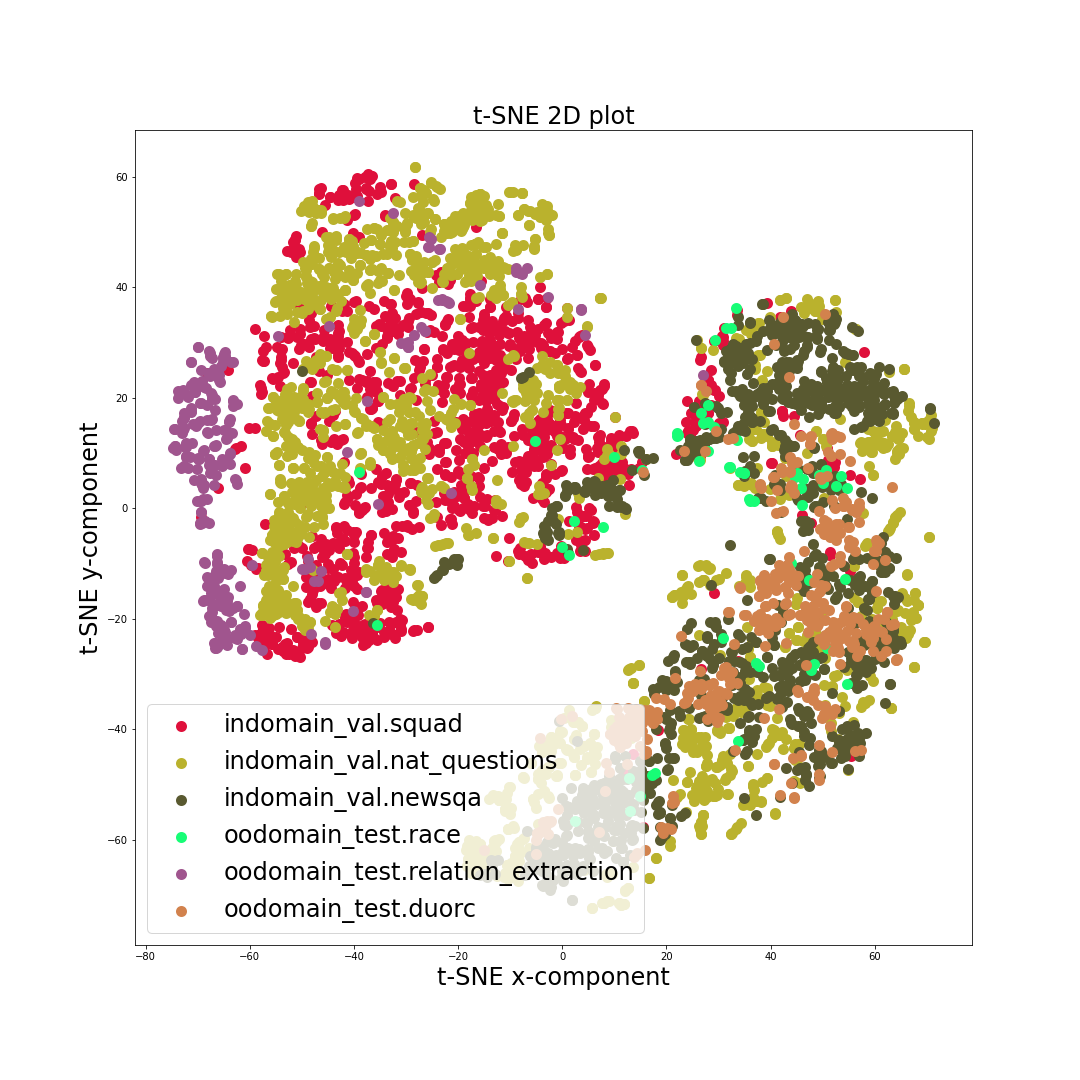 t-SNE 2D plot
60
40
20
0
−20
−40
−60
t-SNE y-component
indomain_val.squad
indomain_val.nat_questions
indomain_val.newsqa
oodomain_test.race
oodomain_test.relation_extraction
oodomain_test.duorc
−80 −60 −40 −20 0 20 40 60
t-SNE x-component